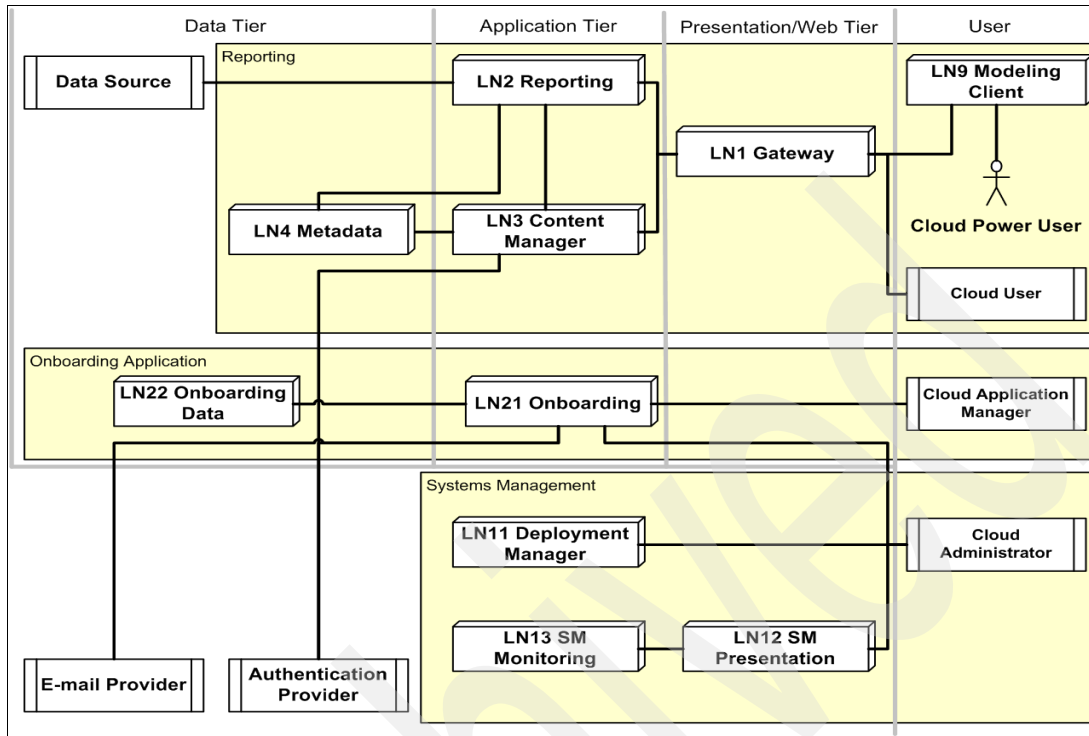 Data Tier
Application Tier
Presentation/Web Tier
User
Reporting
Data Source
LN2 Reporting
LN9 Modeling
Client
LN1 Gateway
LN4 Metadata
LN3 Content
Manager
Cloud Power User
Cloud User
Onboarding Application
LN22 Onboarding
Data
LN21 Onboarding
Cloud Application
Manager
Systems Management
LN11 Deployment
Manager
Cloud
Administrator
LN13 SM
Monitoring
LN12 SM
Presentation
E-mail Provider
Authentication
Provider